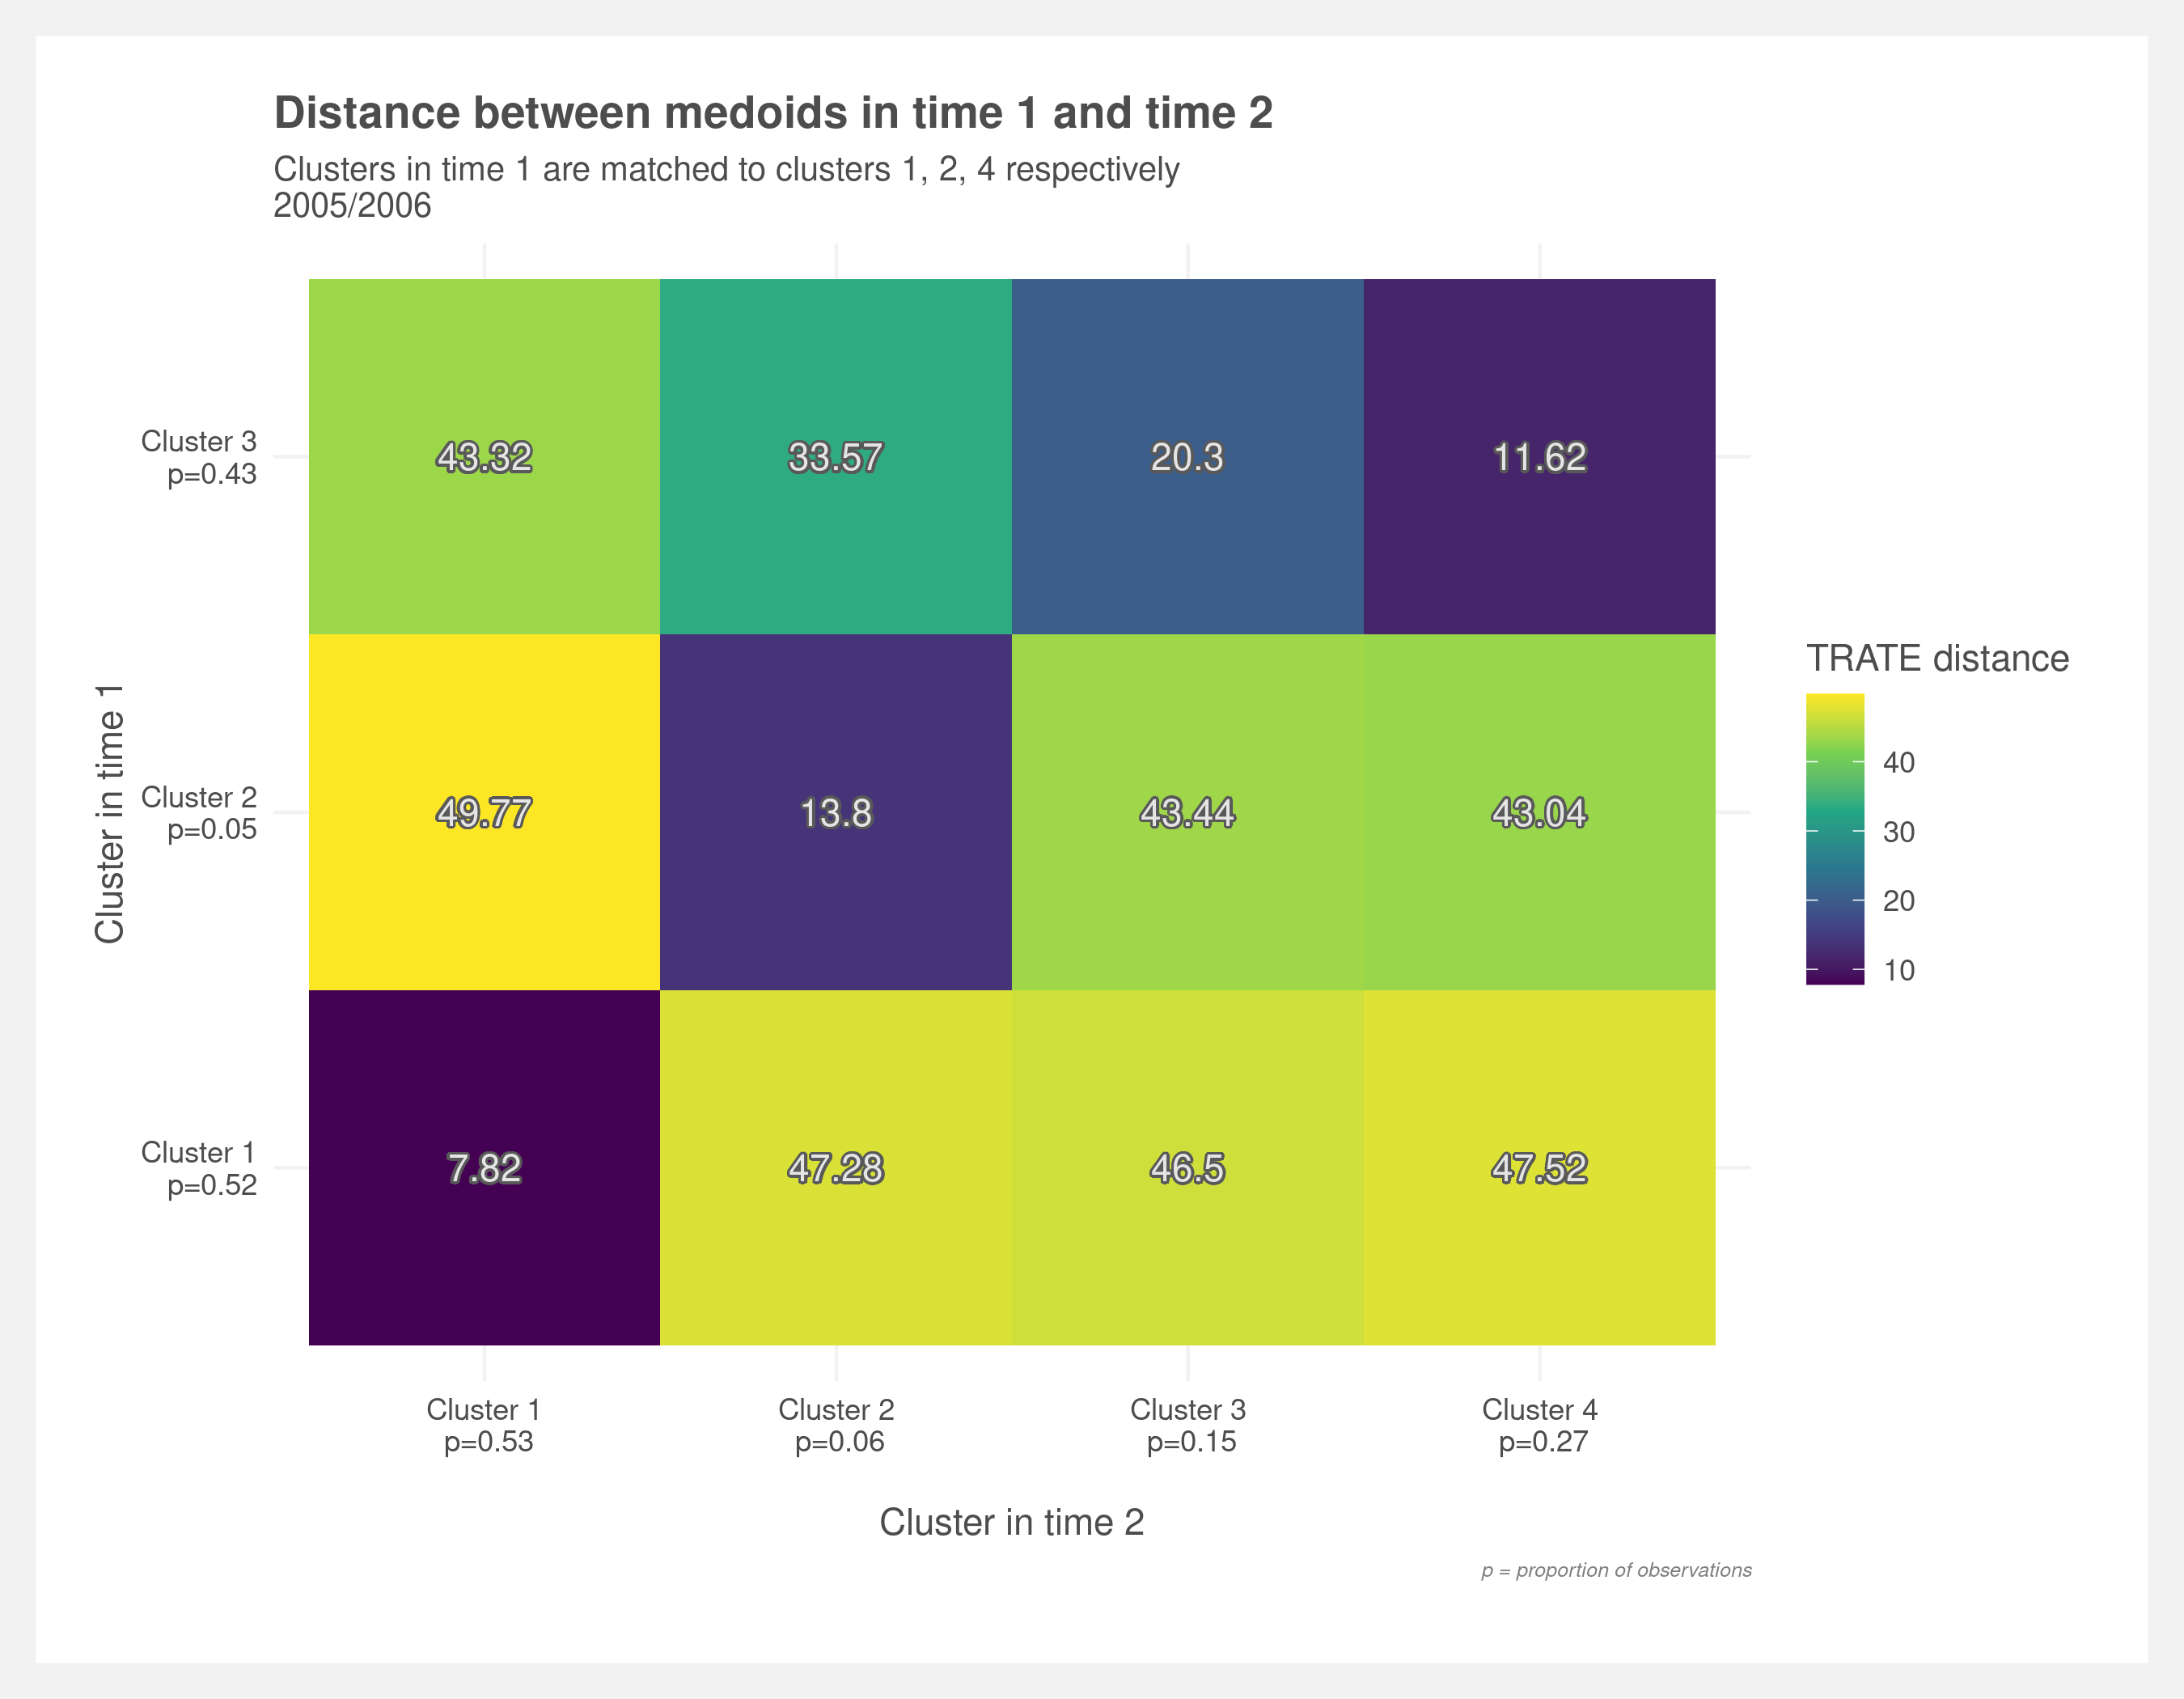 Distance between medoids in time 1 and time 2
Clusters in time 1 are matched to clusters 1, 2, 4 respectively
2005/2006
Cluster in time 1
Cluster 3
p=0.43
43.32 33.57 20.3 11.62
Cluster 2
p=0.05
49.77 13.8 43.44 43.04
Cluster 1
p=0.52
7.82 47.28 46.5 47.52
Cluster 1 Cluster 2 Cluster 3 Cluster 4
p=0.53 p=0.06 p=0.15 p=0.27
Cluster in time 2
TRATE distance
40
30
20
10
p = proportion of observations